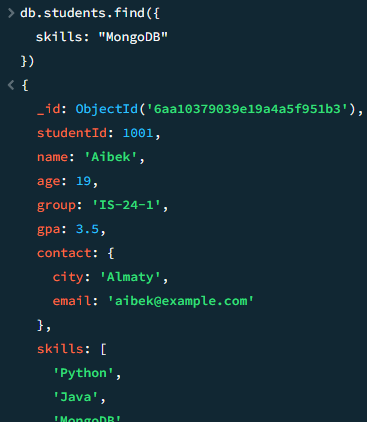 > db.students.find({
skills: "MongoDB"
})
< {
_id: ObjectId('6aa10379039e19a4a5f951b3'),
studentId: 1001,
name: 'Aibek',
age: 19,
group: 'IS-24-1',
gpa: 3.5,
contact: {
city: 'Almaty',
email: 'aibek@example.com'
},
skills: [
'Python',
'Java',
'MongoDB'